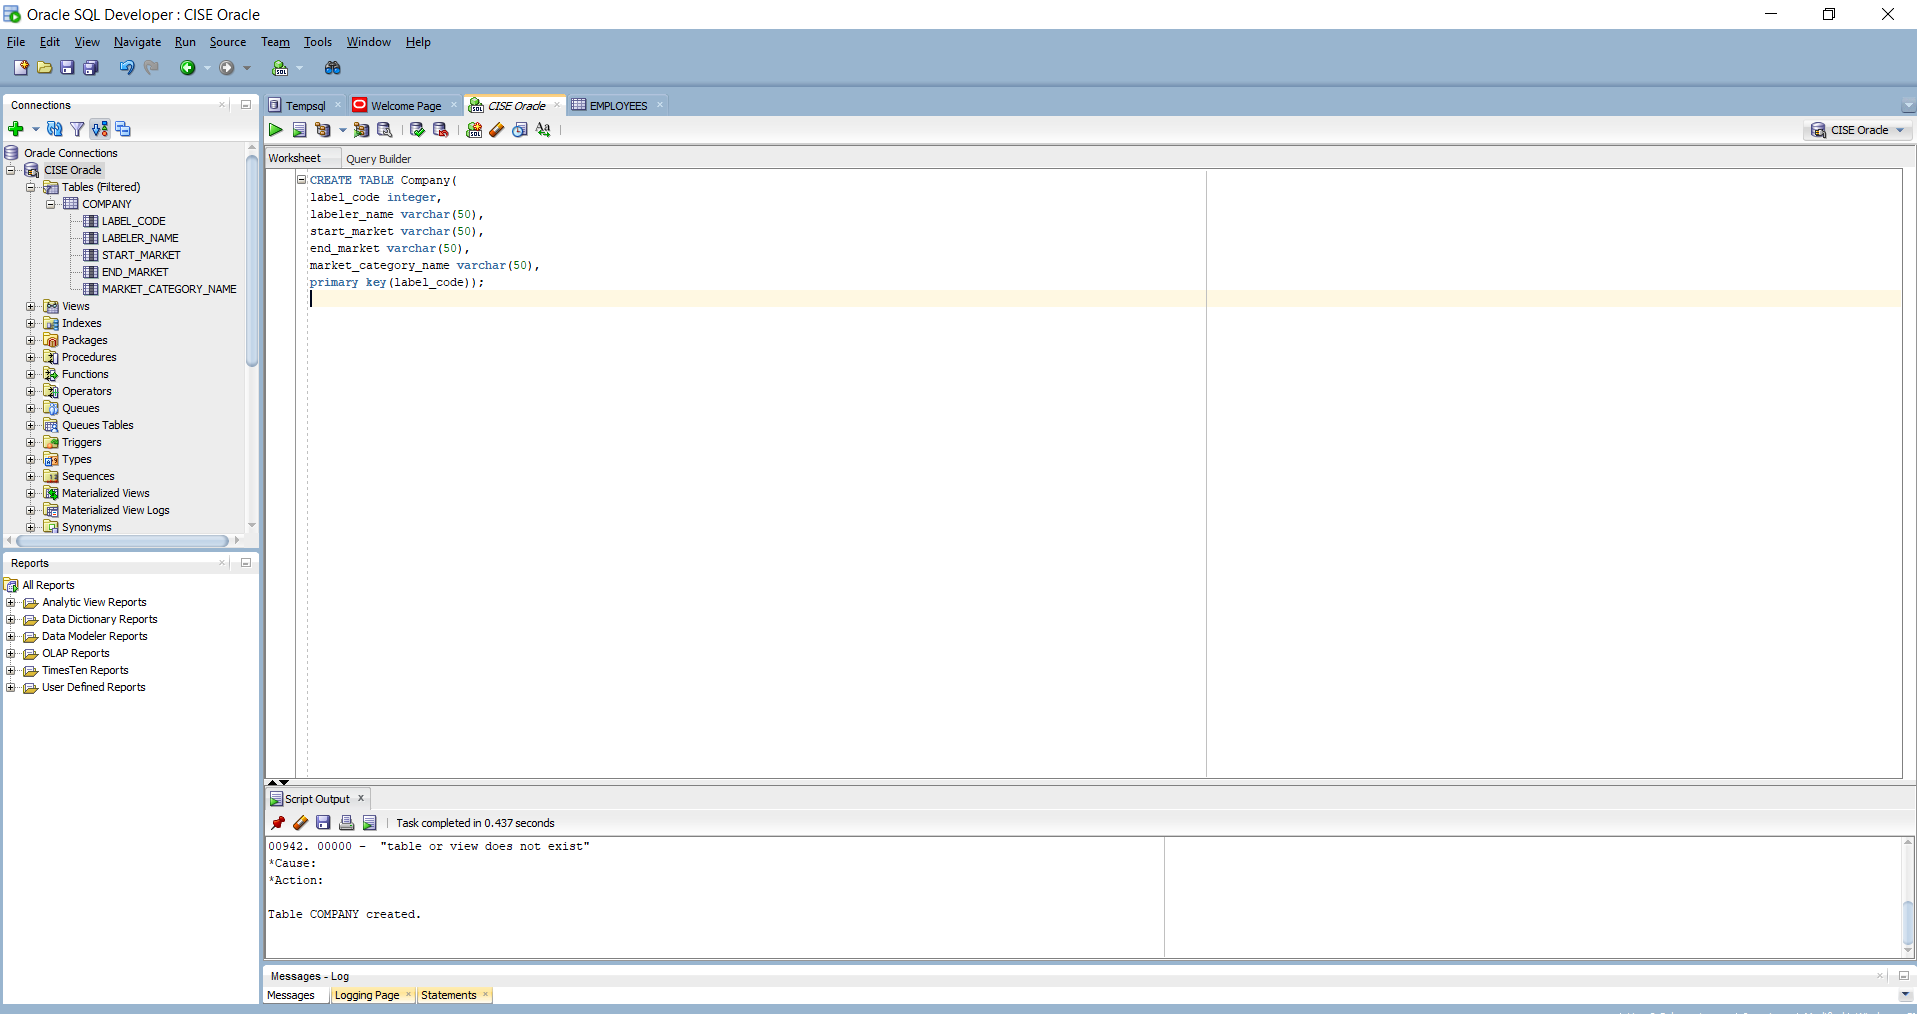 Oracle SQL Developer : CISE Oracle
File Edit View Navigate Run Source Team Tools Window Help
Connections
Oracle Connections
CISE Oracle
Tables (Filtered)
COMPANY
LABEL_CODE
LABELER_NAME
START_MARKET
END_MARKET
MARKET_CATEGORY_NAME
Views
Indexes
Packages
Procedures
Functions
Operators
Queues
Queues Tables
Triggers
Types
Sequences
Materialized Views
Materialized View Logs
Synonyms
Reports
All Reports
Analytic View Reports
Data Dictionary Reports
Data Modeler Reports
OLAP Reports
TimesTen Reports
User Defined Reports
Tempsql Welcome Page CISE Oracle EMPLOYEES
CISE Oracle
Worksheet Query Builder
CREATE TABLE Company(
label_code integer,
labeler_name varchar(50),
start_market varchar(50),
end_market varchar(50),
market_category_name varchar(50),
primary key(label_code));
Script Output
Task completed in 0.437 seconds
00942. 00000 - "table or view does not exist"
*Cause:
*Action:
Table COMPANY created.
Messages - Log
Messages Logging Page Statements